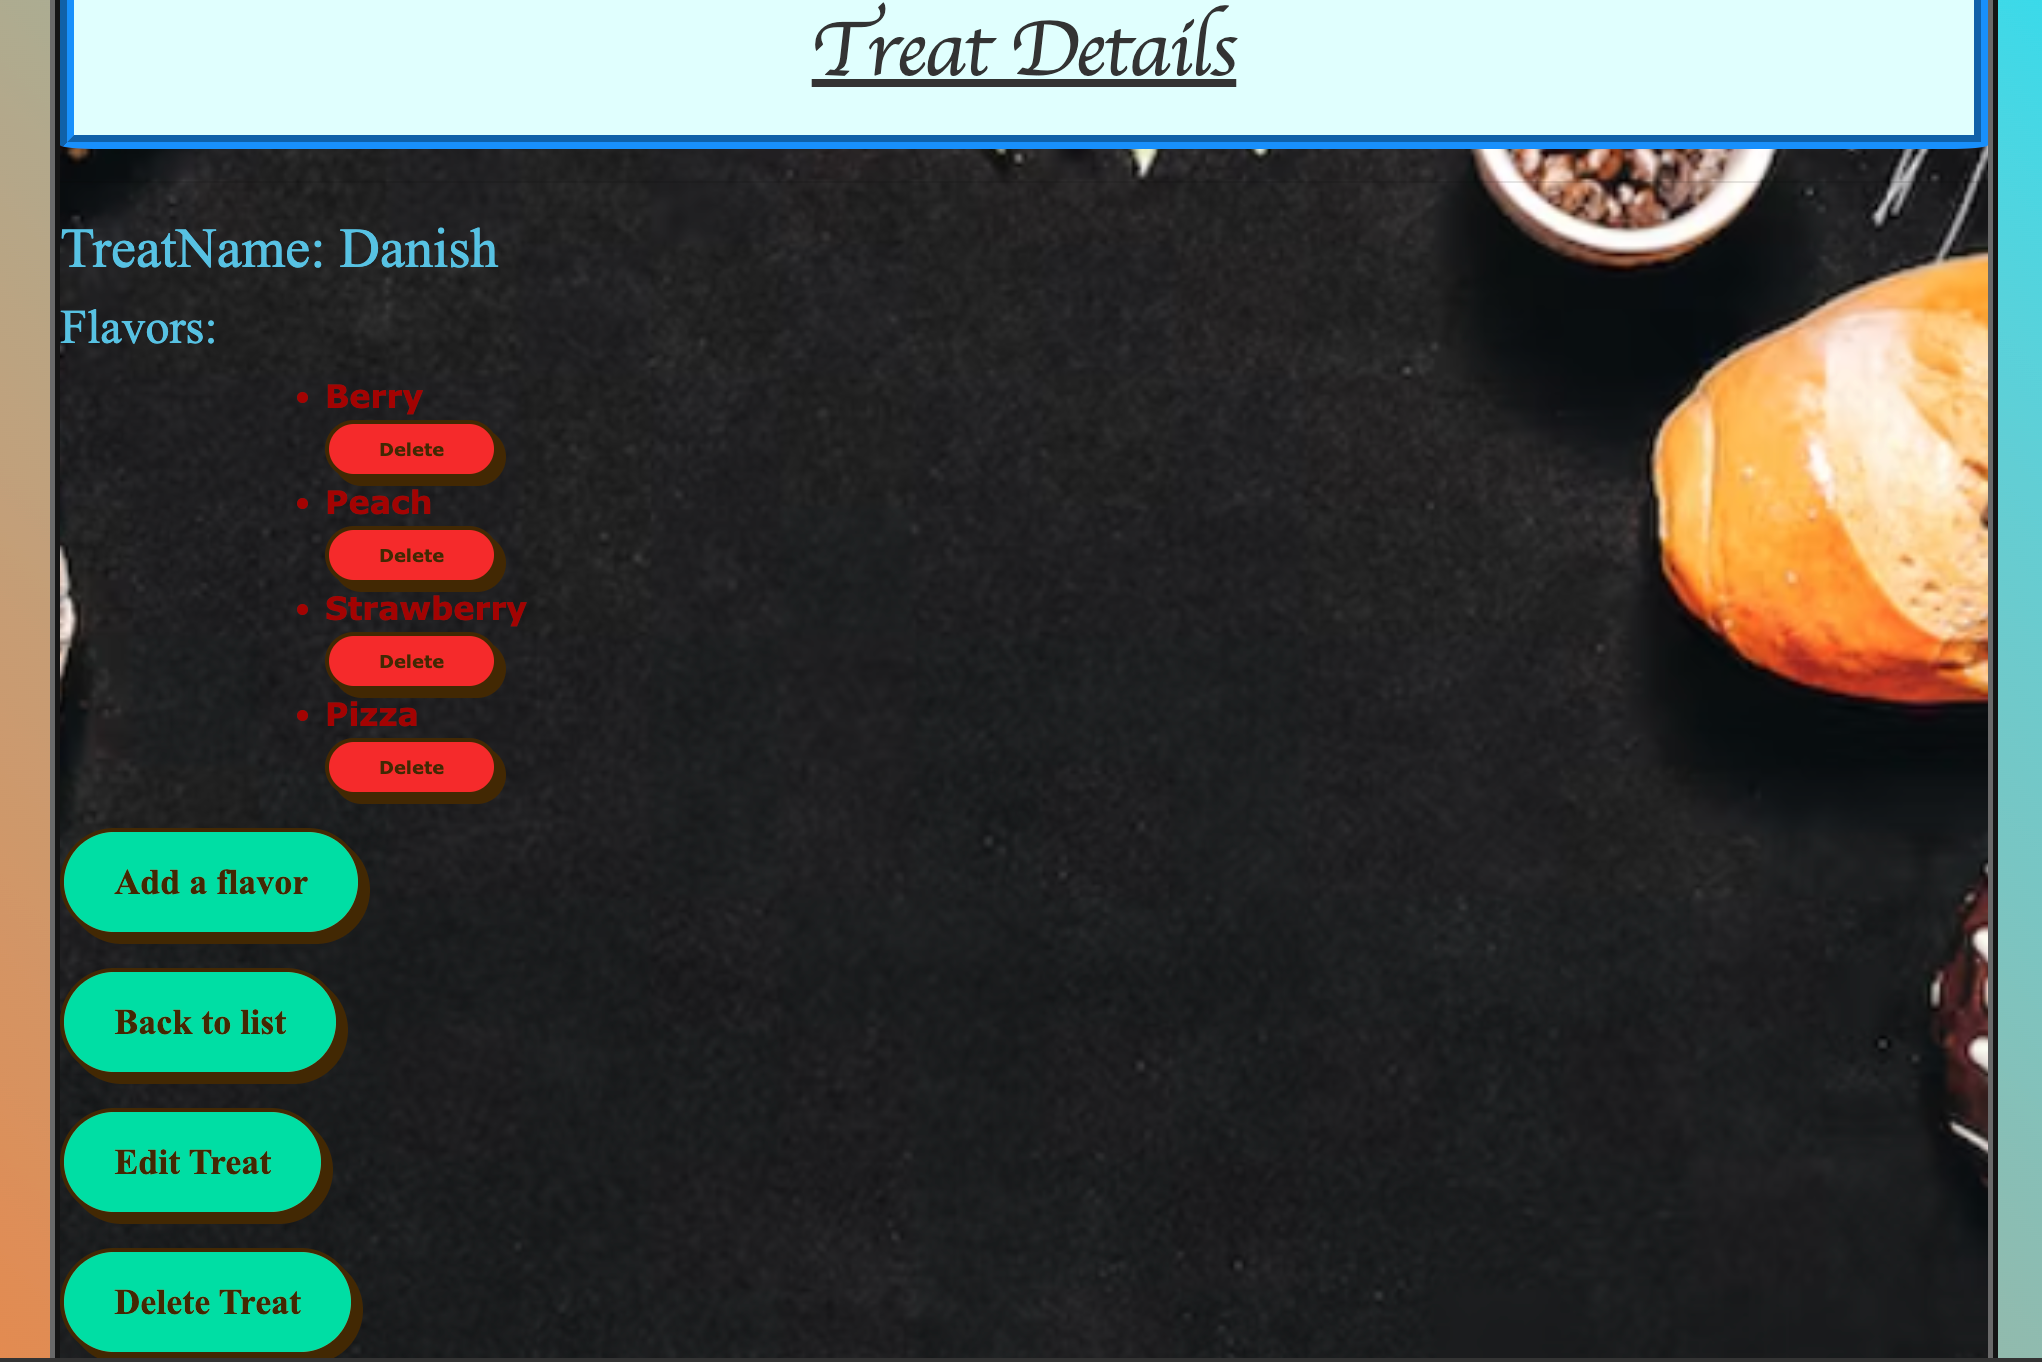 Treat Details
TreatName: Danish
Flavors:
Berry
Delete
Peach
Delete
Strawberry
Delete
Pizza
Delete
Add a flavor
Back to list
Edit Treat
Delete Treat